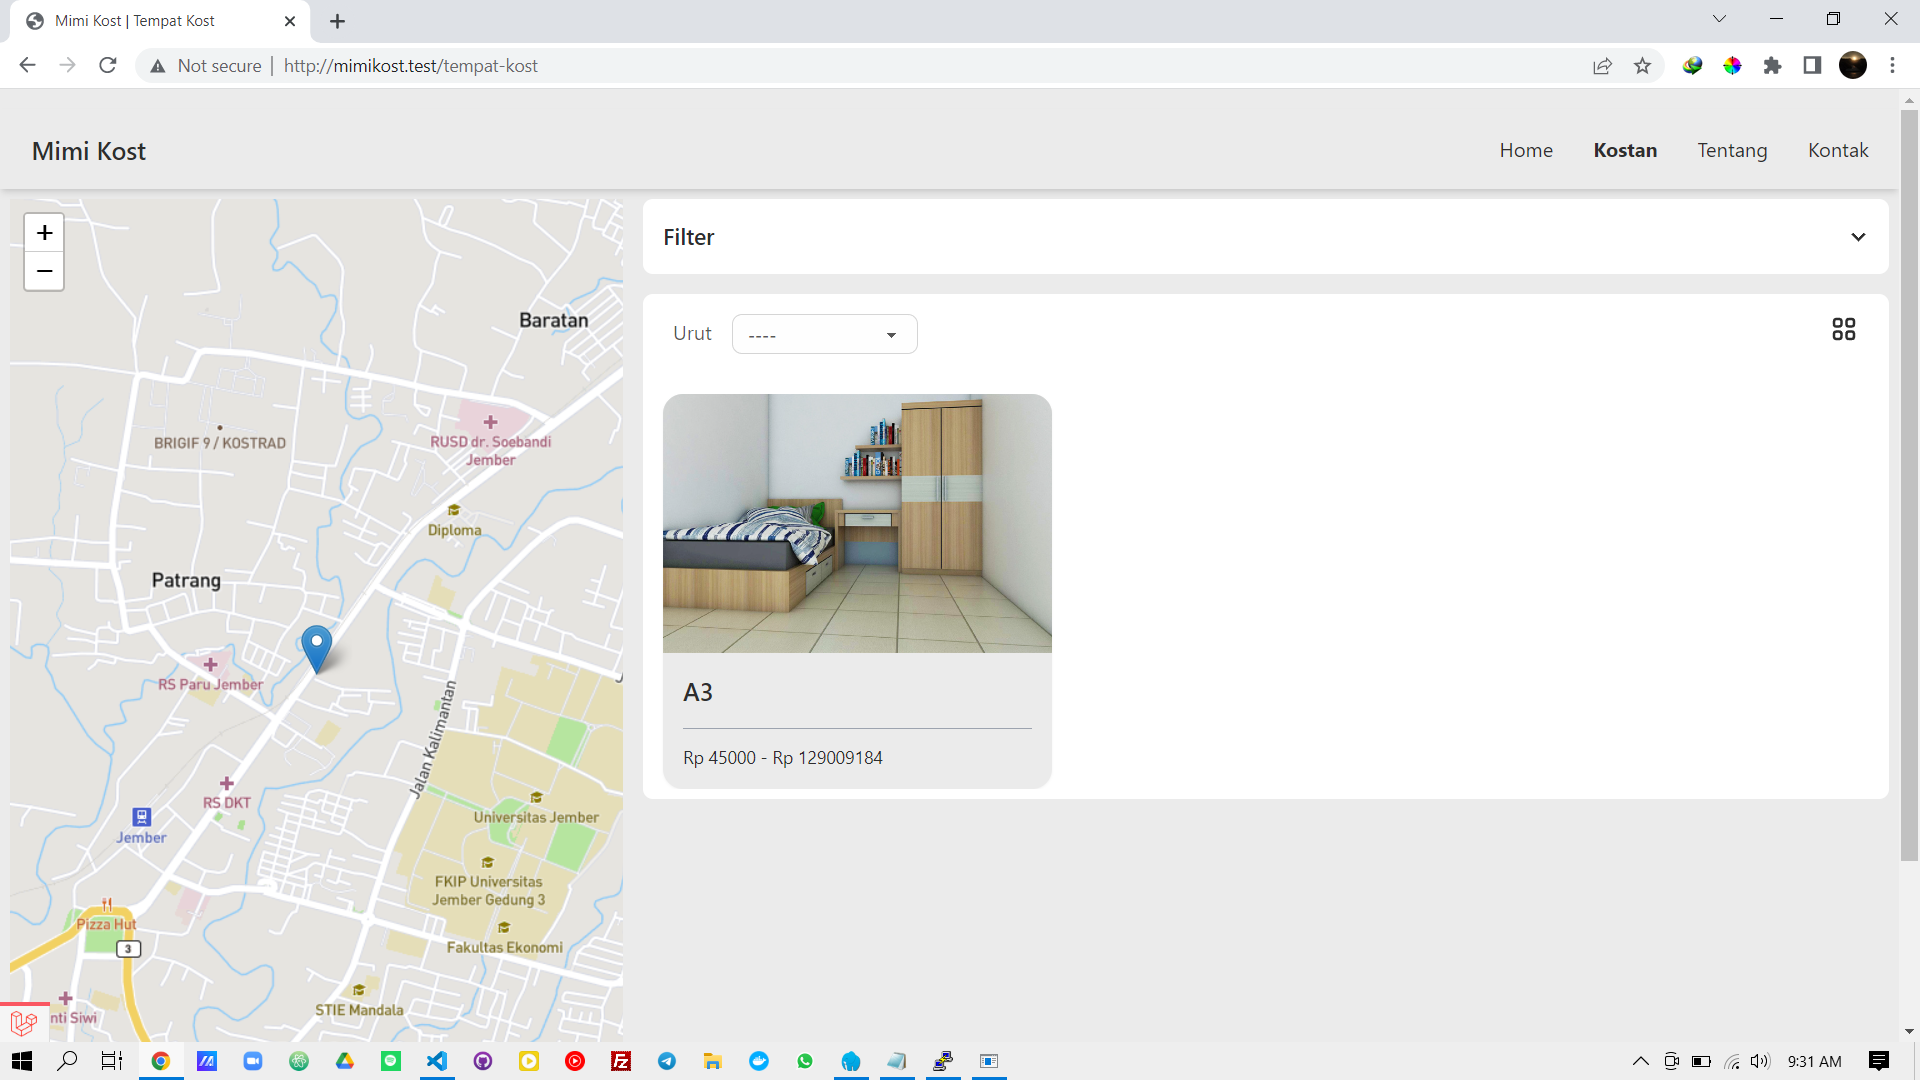 Mimi Kost | Tempat Kost
Not secure | http://mimikost.test/tempat-kost
Mimi Kost
Home
Kostan
Tentang
Kontak
+
−
Baratan
BRIGIF 9 / KOSTRAD
RUSD dr. Soebandi
Jember
Diploma
Patrang
RS Paru Jember
Jalan Kalimantan
RS DKT
Jember
Universitas Jember
FKIP Universitas
Jember Gedung 3
Pizza Hut
3
Fakultas Ekonomi
STIE Mandala
nti Siwi
Filter
Urut
----
A3
Rp 45000 - Rp 129009184
9:31 AM